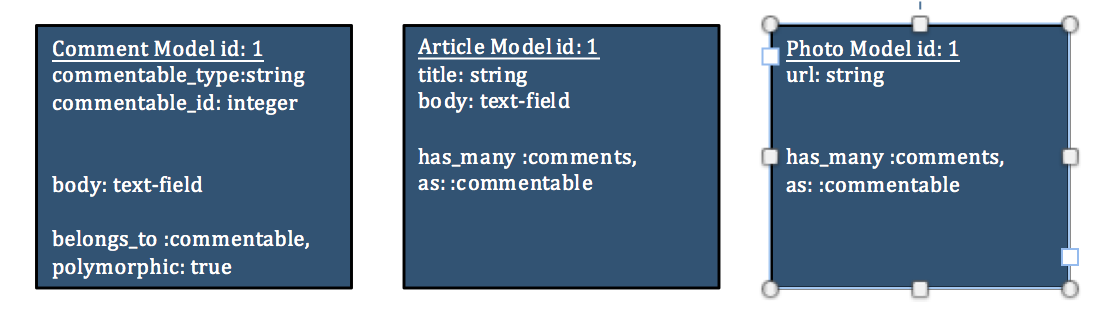 Comment Model id: 1
commentable_type:string
commentable_id: integer
body: text-field
belongs_to :commentable,
polymorphic: true
Article Model id: 1
title: string
body: text-field
has_many :comments,
as: :commentable
Photo Model id: 1
url: string
has_many :comments,
as: :commentable